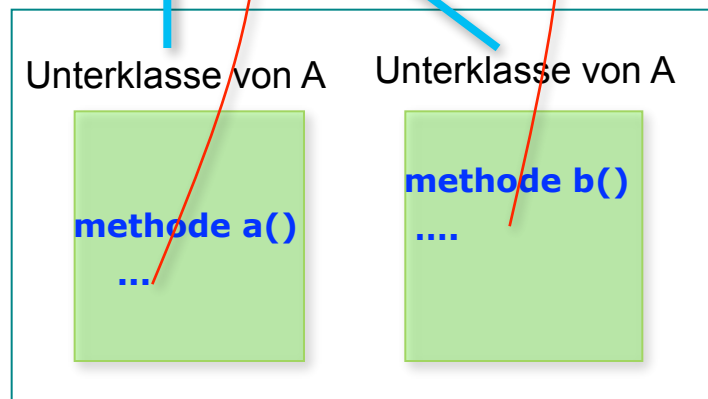 Unterklasse von A
Unterklasse von A
methode a()
...
methode b()
....